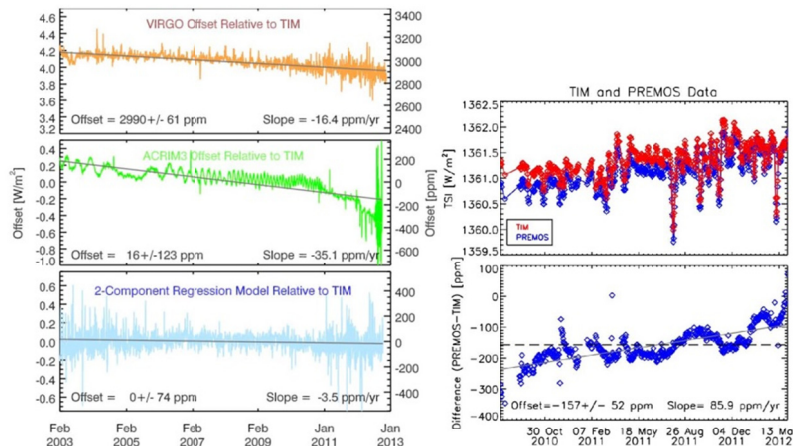 VIRGO Offset Relative to TIM
4.6
4.4
4.2
4.0
3.8
3.6
3.4
3.2
3400
3200
3000
2800
2600
2400
Offset = 2990+/- 61 ppm
Slope = -16.4 ppm/yr
ACRIM3 Offset Relative to TIM
Offset [W/m²]
0.4
0.2
0.0
-0.2
-0.4
-0.6
-0.8
-1.0
200
0
-200
-400
-600
Offset [ppm]
Offset = 16+/-123 ppm
Slope = -35.1 ppm/yr
2-Component Regression Model Relative to TIM
0.6
0.4
0.2
0.0
-0.2
-0.4
-0.6
400
200
0
-200
-400
Offset = 0+/- 74 ppm
Slope = -3.5 ppm/yr
Feb Feb Feb Feb Jan Jan
2003 2005 2007 2009 2011 2013
TIM and PREMOS Data
TSI [W/m²]
1362.5
1362.0
1361.5
1361.0
1360.5
1360.0
1359.5
TIM
PREMOS
Difference (PREMOS-TIM) [ppm]
100
0
-100
-200
-300
-400
Offset=-157+/- 52 ppm
Slope= 85.9 ppm/yr
30 Oct 07 Feb 18 May 26 Aug 04 Dec 13 Ma
2010 2011 2011 2011 2011 2012